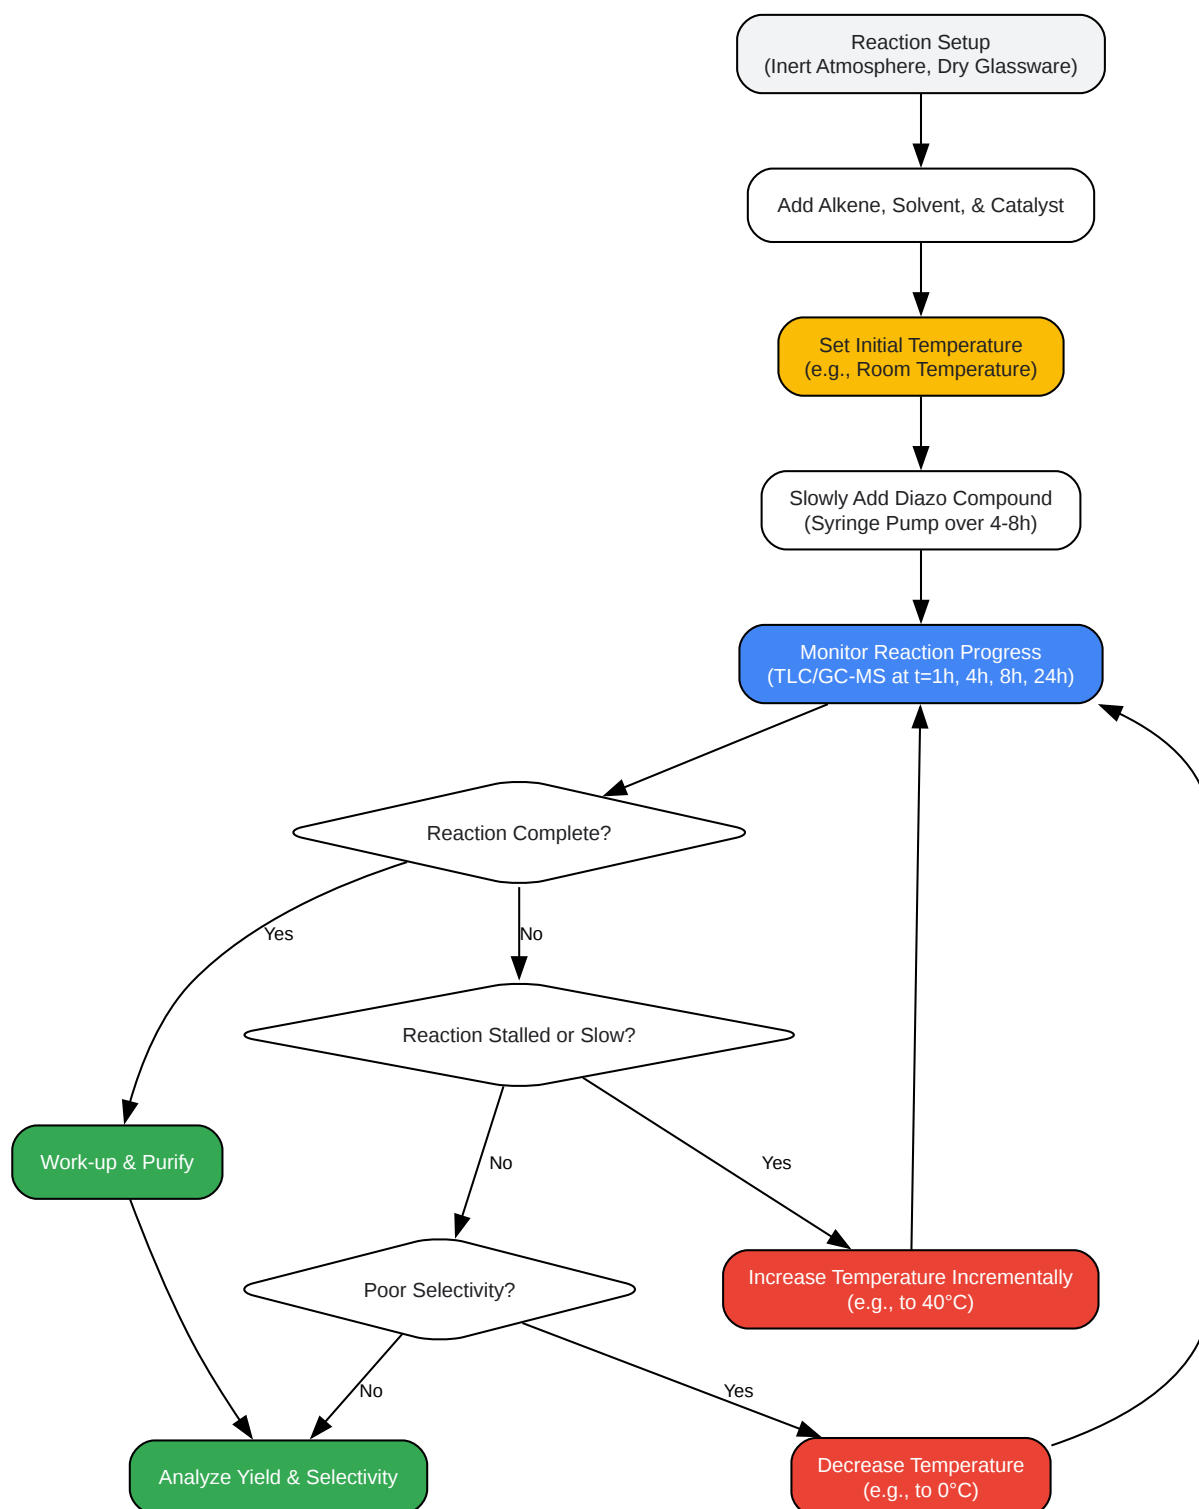 Reaction Setup
(Inert Atmosphere, Dry Glassware)
Add Alkene, Solvent, & Catalyst
Set Initial Temperature
(e.g., Room Temperature)
Slowly Add Diazo Compound
(Syringe Pump over 4-8h)
Monitor Reaction Progress
(TLC/GC-MS at t=1h, 4h, 8h, 24h)
Reaction Complete?
Yes
No
Reaction Stalled or Slow?
Work-up & Purify
No
Yes
Poor Selectivity?
Increase Temperature Incrementally
(e.g., to 40°C)
No
Yes
Analyze Yield & Selectivity
Decrease Temperature
(e.g., to 0°C)